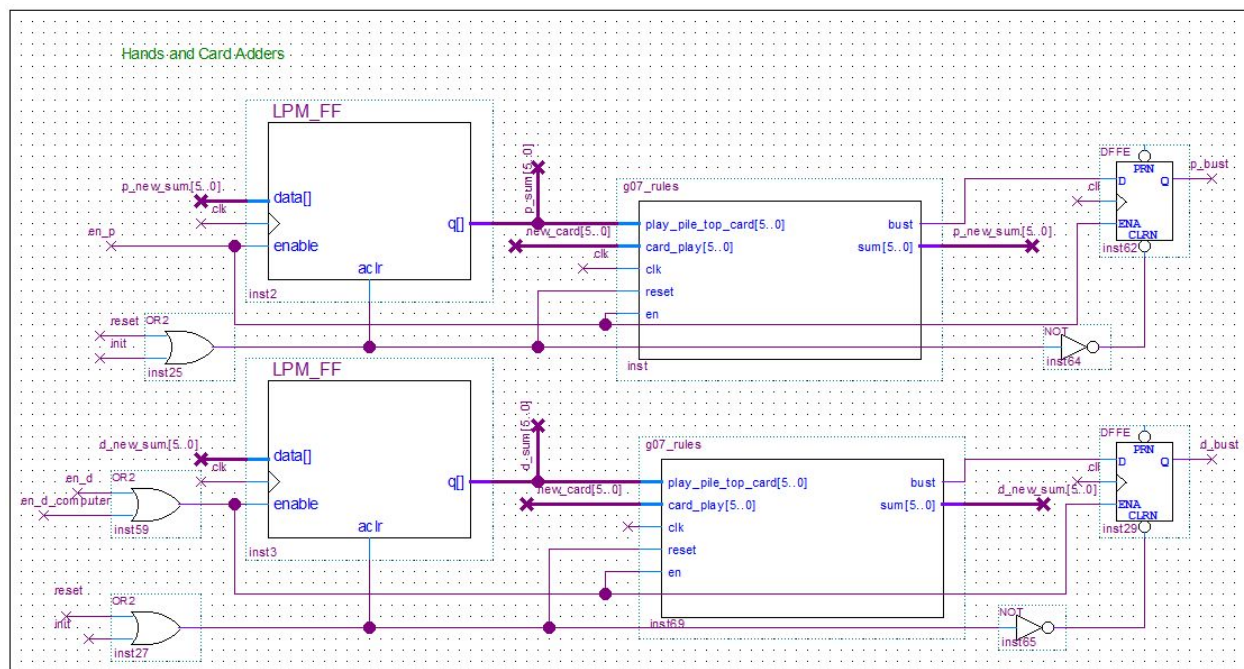 Hands and Card Adders
LPM_FF
p_new_sum[5..0]
clk
en_p
data[]
enable
q[]
aclr
inst2
p_sum[5..0]
new_card[5..0]
clk
g07_rules
play_pile_top_card[5..0]
card_play[5..0]
clk
reset
en
bust
sum[5..0]
inst
p_new_sum[5..0]
DFFE
clk
PRN
D
Q
ENA
CLRN
inst62
p_bust
reset
init
OR2
inst25
NOT
inst64
LPM_FF
d_new_sum[5..0]
clk
en_d
en_d_computer
OR2
inst59
data[]
enable
q[]
aclr
inst3
d_sum[5..0]
new_card[5..0]
clk
g07_rules
play_pile_top_card[5..0]
card_play[5..0]
clk
reset
en
bust
sum[5..0]
inst69
d_new_sum[5..0]
DFFE
clk
PRN
D
Q
ENA
CLRN
inst29
d_bust
reset
init
OR2
inst27
NOT
inst65